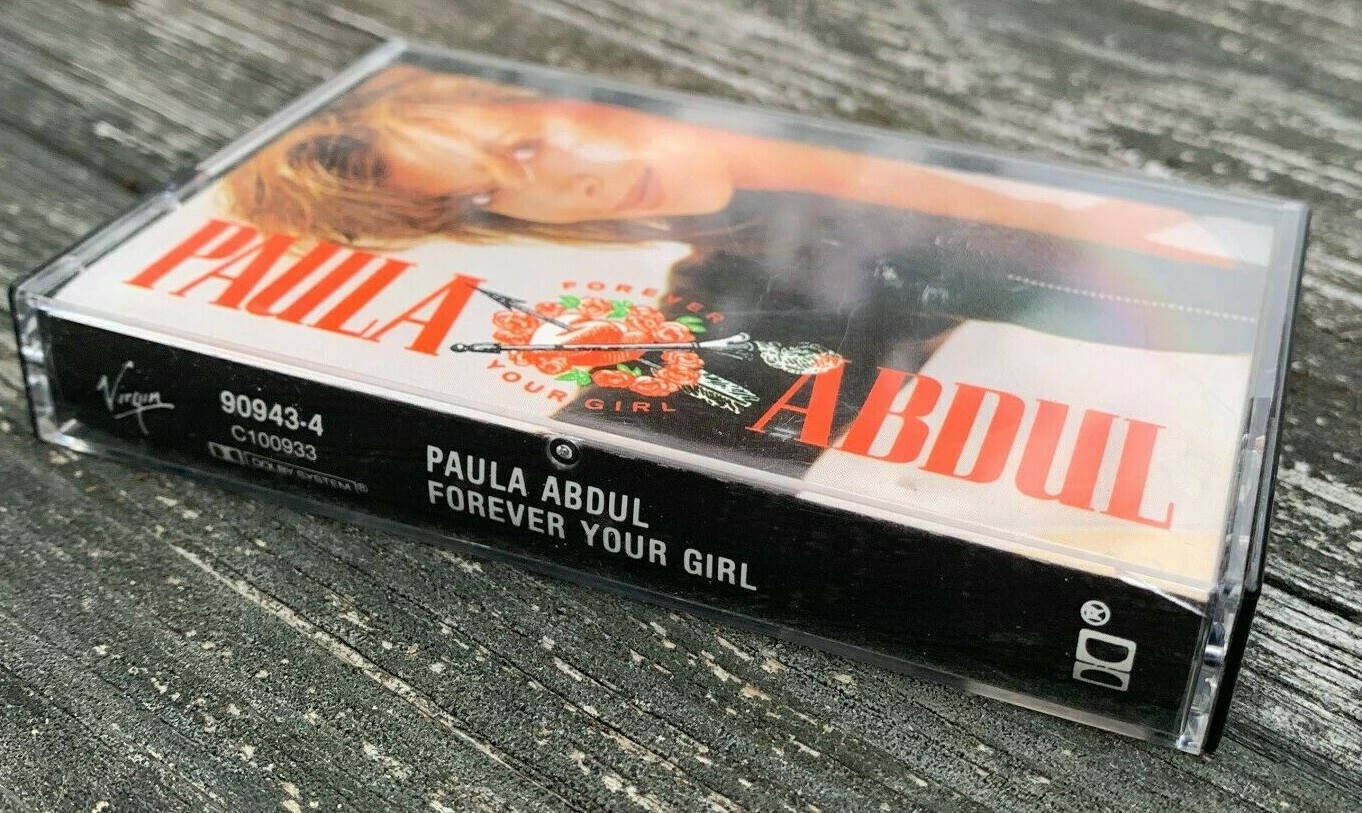 PAULA
FOREVER
YOUR GIRL
ABDUL
Virgin
90943-4
C100933
DOLBY SYSTEM ®
PAULA ABDUL
FOREVER YOUR GIRL